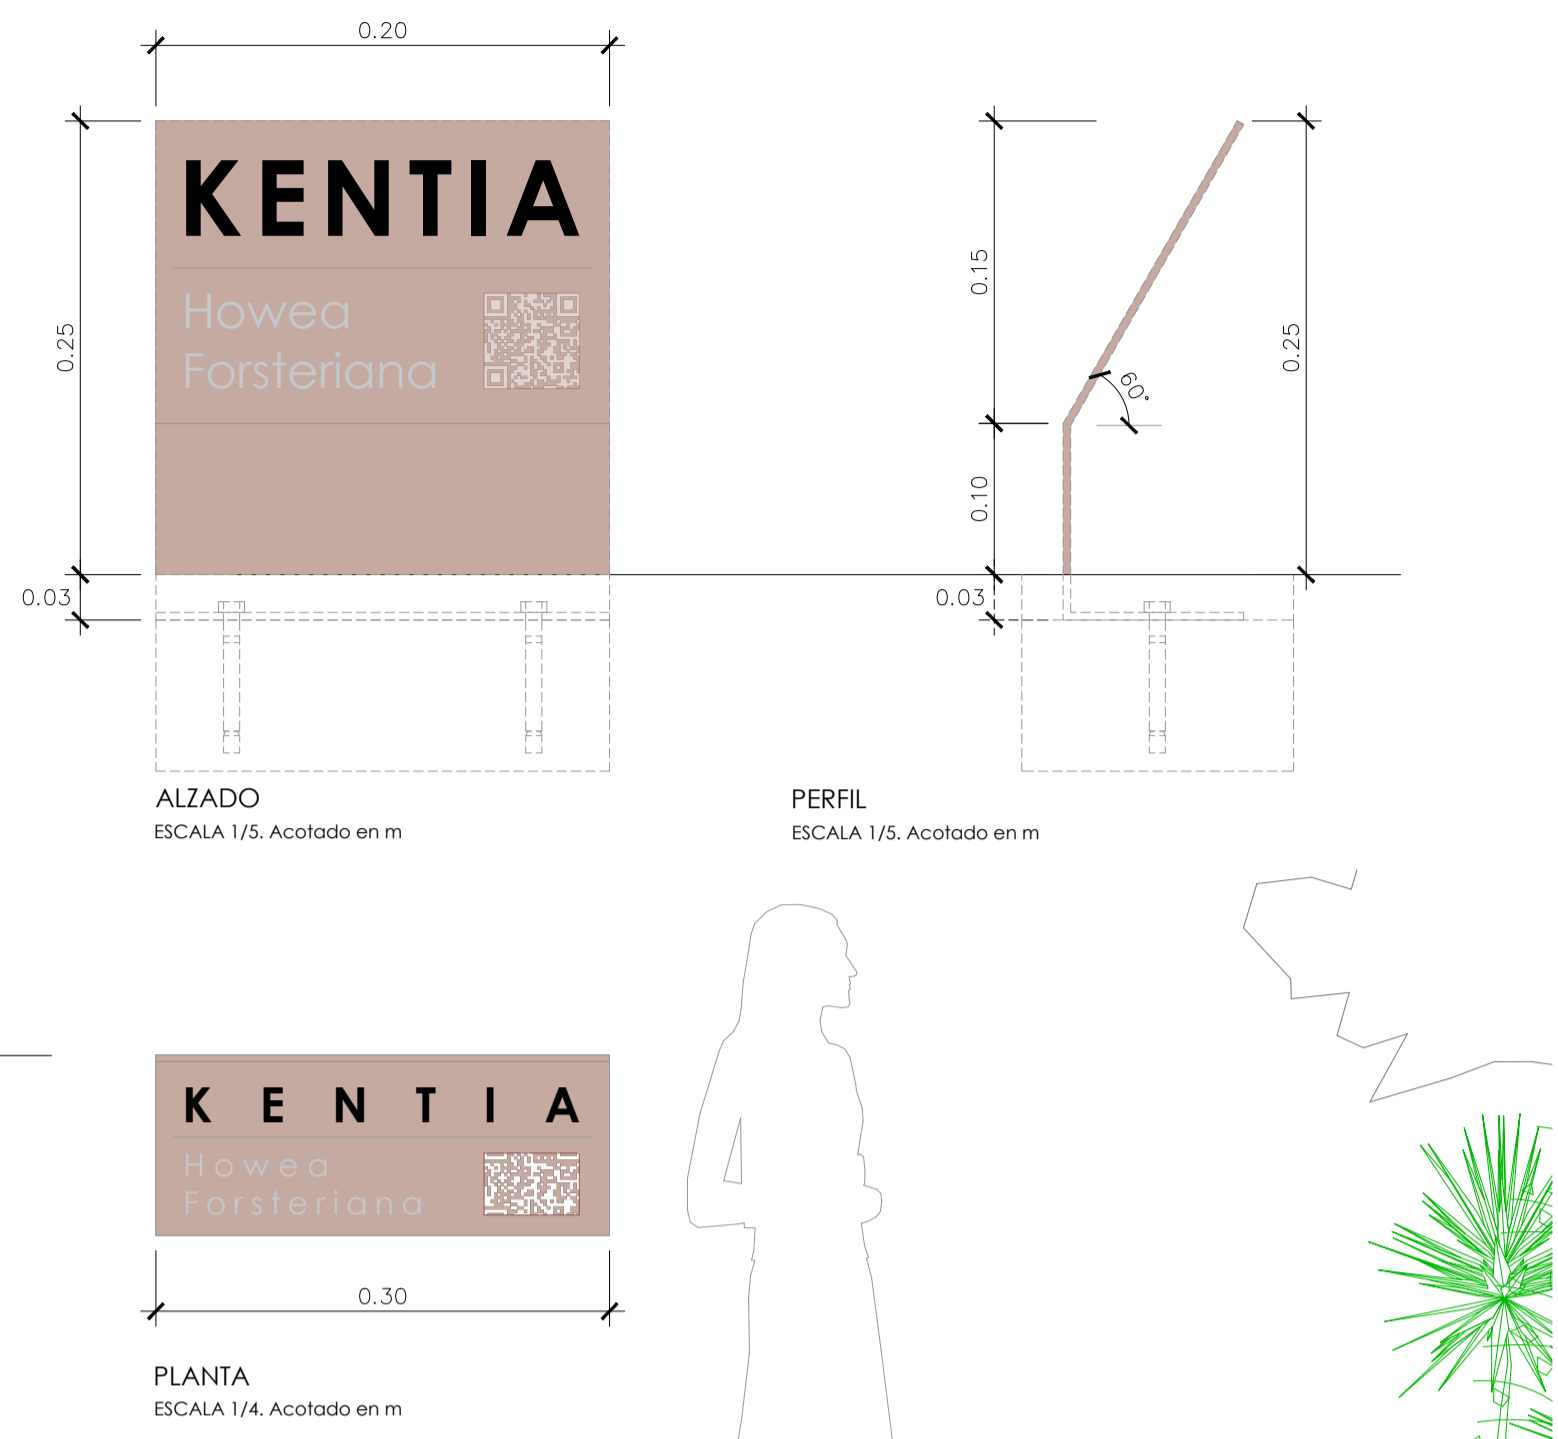 0.20
KENTIA
Howea
Forsteriana
0.25
0.03
0.15
0.10
0.25
60°
0.03
ALZADO
ESCALA 1/5. Acotado en m
PERFIL
ESCALA 1/5. Acotado en m
KENTIA
Howea
Forsteriana
0.30
PLANTA
ESCALA 1/4. Acotado en m